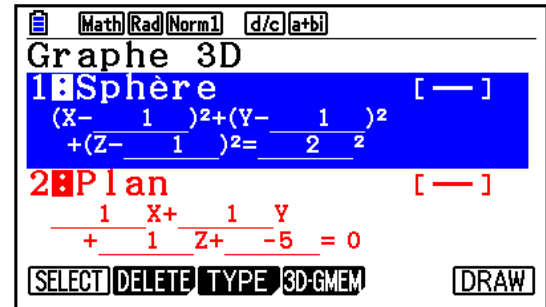 Math Rad Norm1 d/c a+bi
Graphe 3D
1:Sphère [—]
(X- 1 )²+(Y- 1 )²
+(Z- 1 )²= 2 ²
2:Plan [—]
1 X+ 1 Y
+ 1 Z+ -5 = 0
SELECT DELETE TYPE 3D-GMEM DRAW